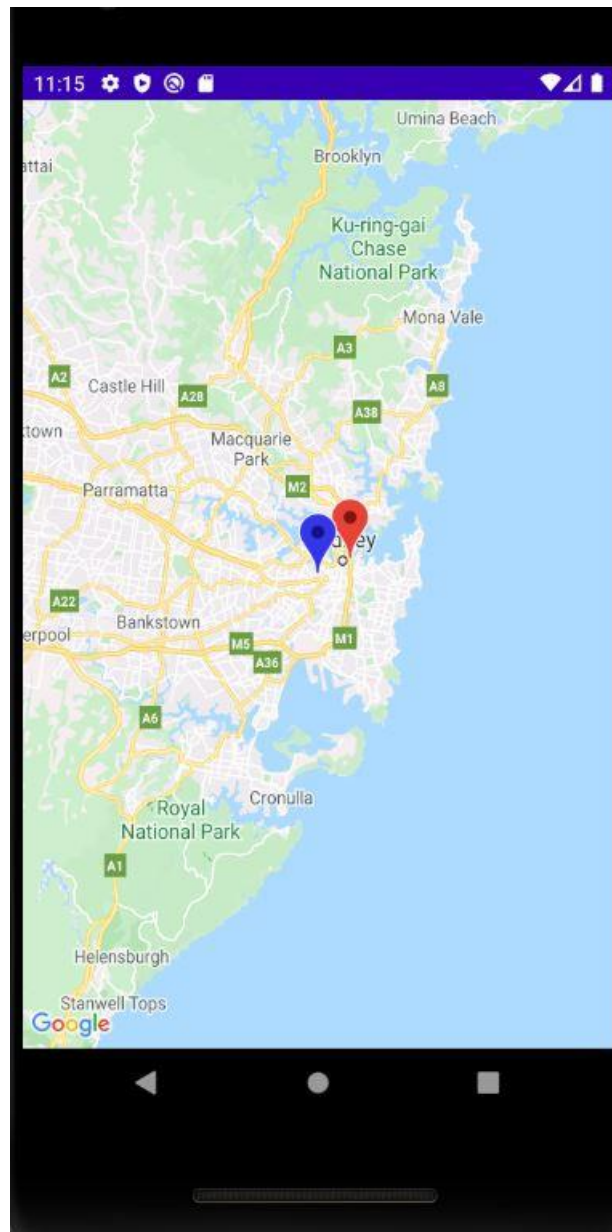 11:15
Umina Beach
attai
Brooklyn
Ku-ring-gai
Chase
National Park
Mona Vale
A3
A2
A8
Castle Hill
A28
A38
Macquarie
Park
M2
Parramatta
A22
Bankstown
erpool
M5
M1
A36
A6
Cronulla
Royal
National Park
A1
Helensburgh
Stanwell Tops
Google